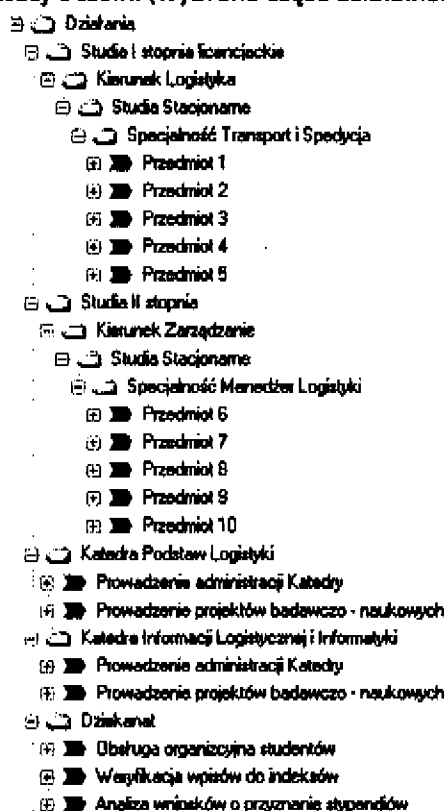 Działania
Studia I stopnia licencjackie
Kierunek Logistyka
Studia Stacjonarne
Specjalność Transport i Spedycja
Przedmiot 1
Przedmiot 2
Przedmiot 3
Przedmiot 4
Przedmiot 5
Studia II stopnia
Kierunek Zarządzanie
Studia Stacjonarne
Specjalność Menedżer Logistyki
Przedmiot 6
Przedmiot 7
Przedmiot 8
Przedmiot 9
Przedmiot 10
Katedra Podstaw Logistyki
Prowadzenie administracji Katedry
Prowadzenie projektów badawczo - naukowych
Katedra Informacji Logistycznej i Informatyki
Prowadzenie administracji Katedry
Prowadzenie projektów badawczo - naukowych
Dziekanat
Obsługa organizcyjna studentów
Weryfikacja wpisów do indeksów
Analiza wniosków o przyznanie stypendiów